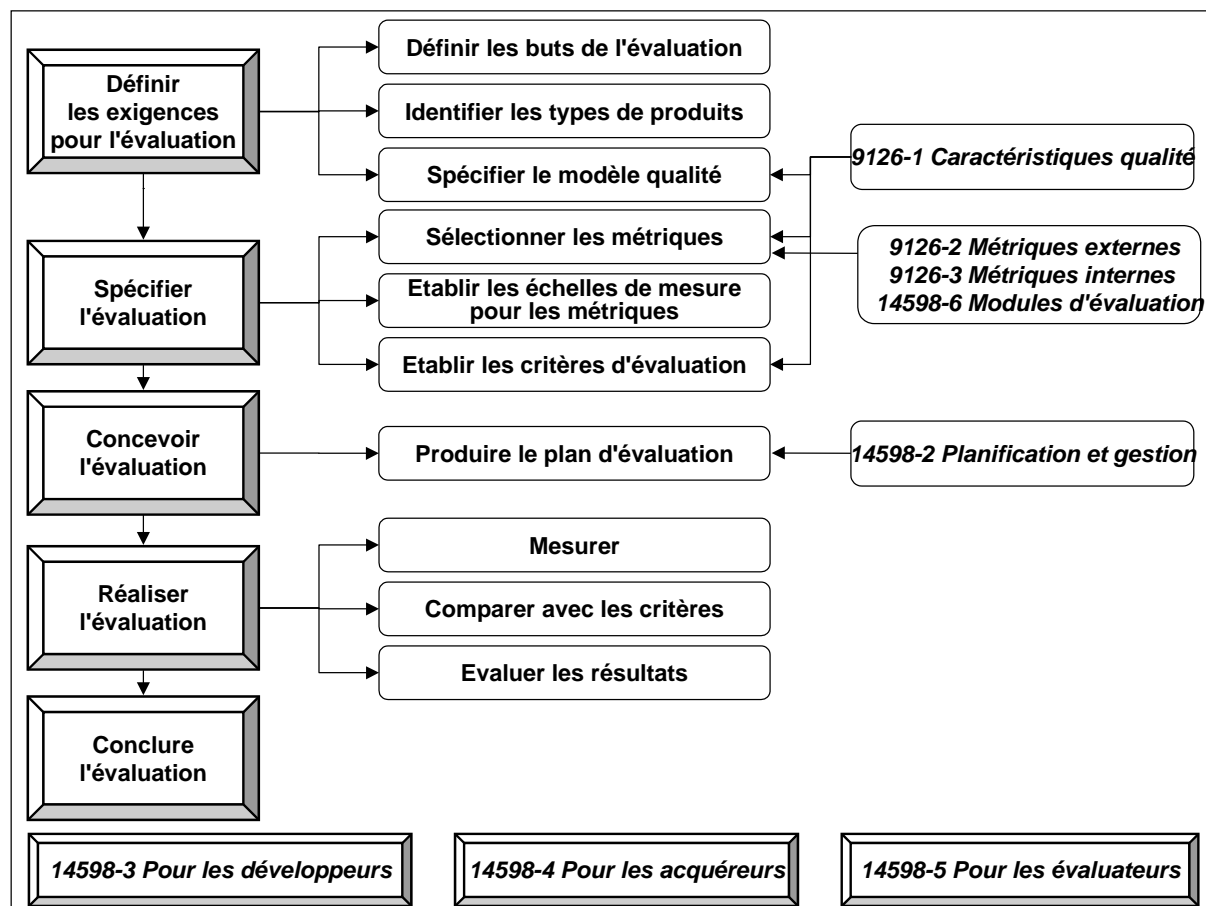 Définir
les exigences
pour l'évaluation
Définir les buts de l'évaluation
Identifier les types de produits
Spécifier le modèle qualité
9126-1 Caractéristiques qualité
Spécifier
l'évaluation
Sélectionner les métriques
Etablir les échelles de mesure
pour les métriques
Etablir les critères d'évaluation
9126-2 Métriques externes
9126-3 Métriques internes
14598-6 Modules d'évaluation
Concevoir
l'évaluation
Produire le plan d'évaluation
14598-2 Planification et gestion
Réaliser
l'évaluation
Mesurer
Comparer avec les critères
Evaluer les résultats
Conclure
l'évaluation
14598-3 Pour les développeurs
14598-4 Pour les acquéreurs
14598-5 Pour les évaluateurs